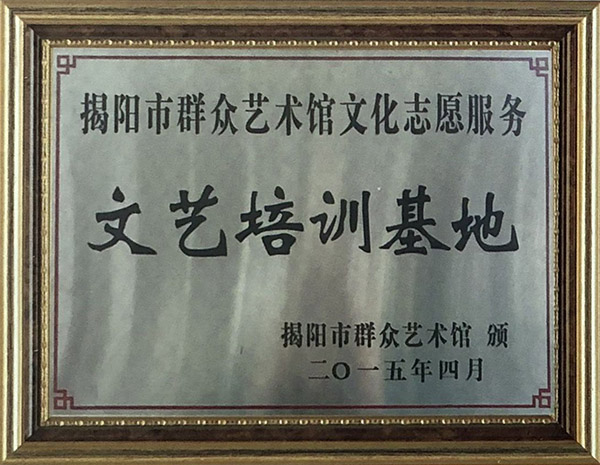 揭阳市群众艺术馆文化志愿服务
文艺培训基地
揭阳市群众艺术馆 颁
二〇一五年四月